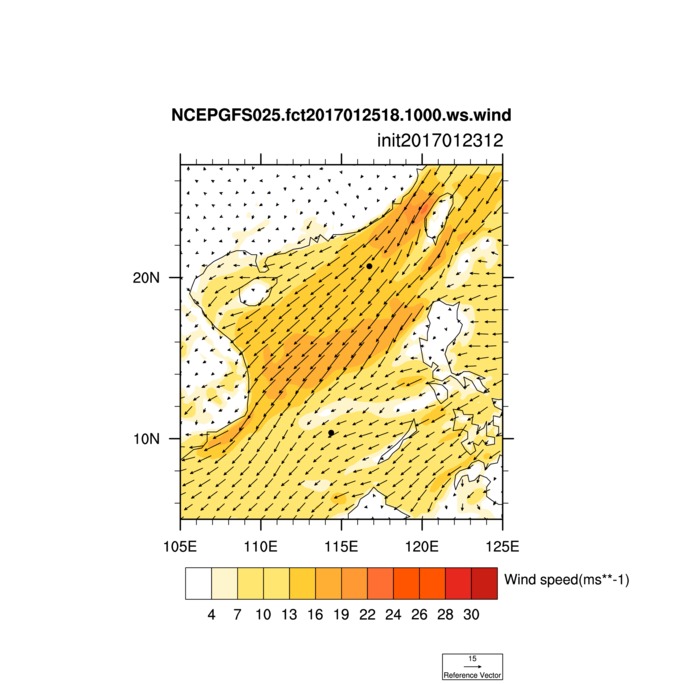 NCEPGFS025.fct2017012518.1000.ws.wind
init2017012312
20N
10N
105E 110E 115E 120E 125E
Wind speed(ms**-1)
4 7 10 13 16 19 22 24 26 28 30
15
Reference Vector